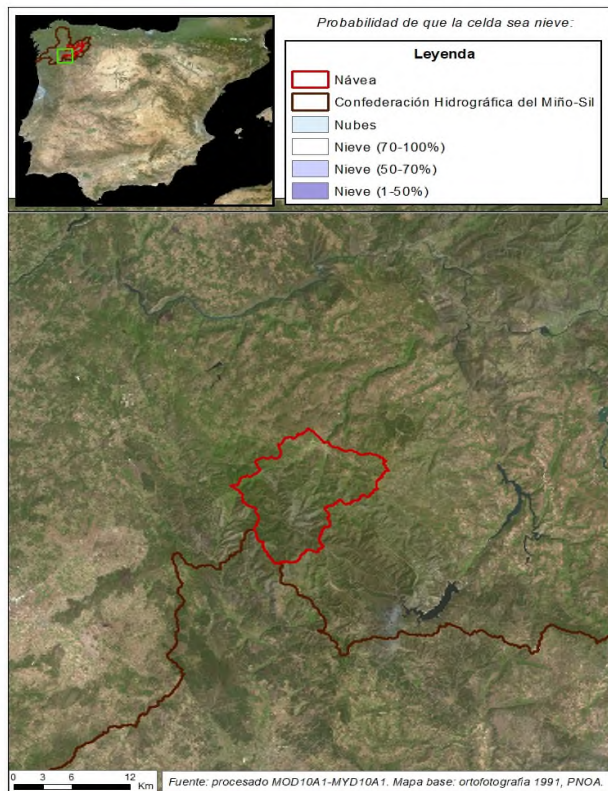 Probabilidad de que la celda sea nieve:
Leyenda
Návea
Confederación Hidrográfica del Miño-Sil
Nubes
Nieve (70-100%)
Nieve (50-70%)
Nieve (1-50%)
0 3 6 12
Km
Fuente: procesado MOD10A1-MYD10A1. Mapa base: ortofotografía 1991, PNOA.